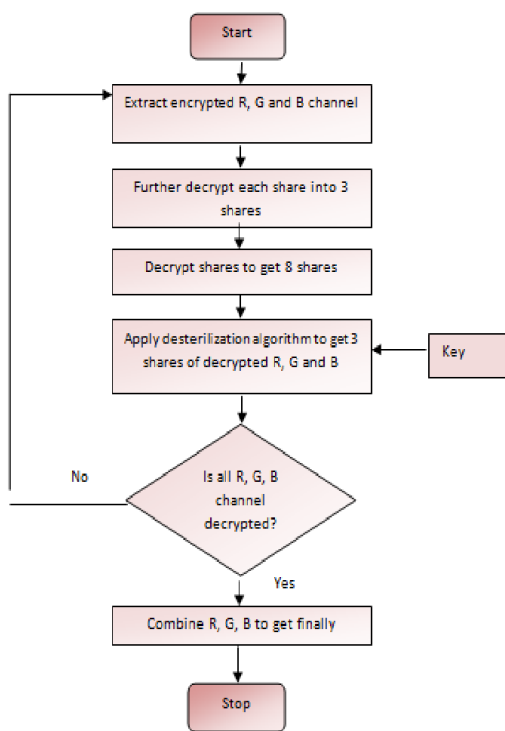 Start
Extract encrypted R, G and B channel
Further decrypt each share into 3
shares
Decrypt shares to get 8 shares
Apply desterilization algorithm to get 3
shares of decrypted R, G and B
Key
Is all R, G, B
channel
decrypted?
No
Yes
Combine R, G, B to get finally
Stop